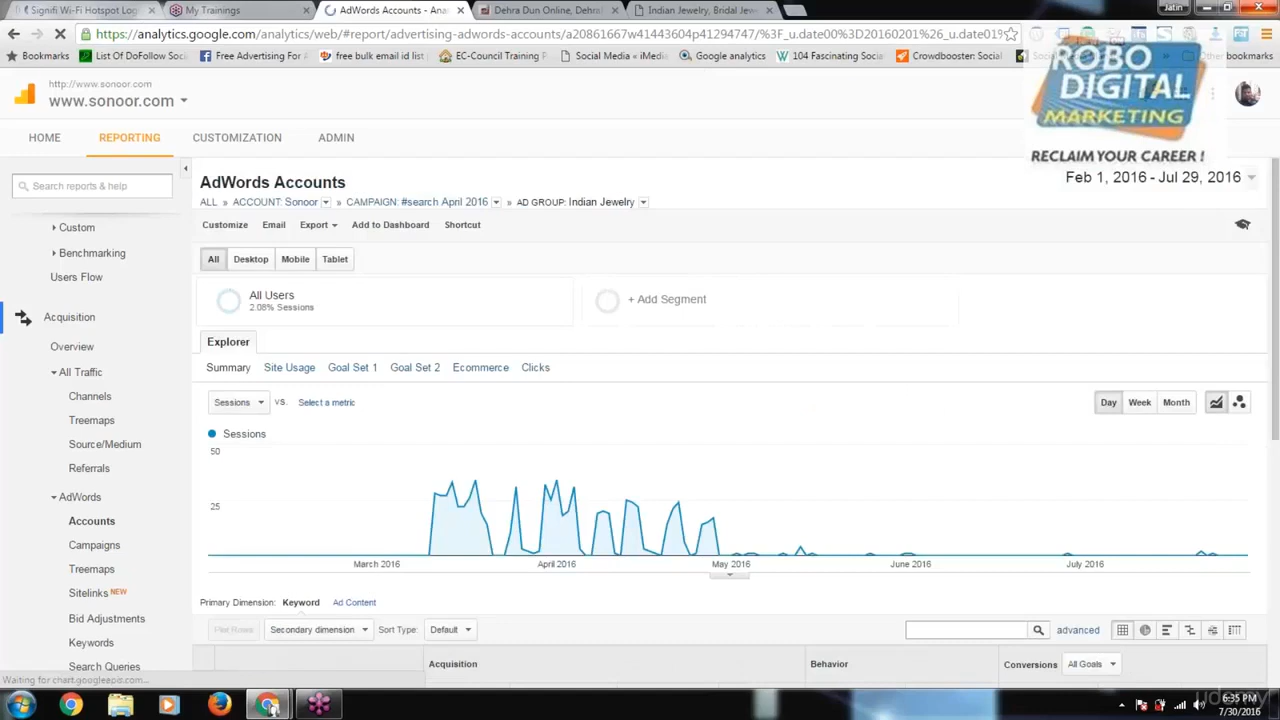 Signifi Wi-Fi Hotspot Log
My Trainings
AdWords Accounts - Ana
Dehra Dun Online, Dehra
Indian Jewelry, Bridal Jew
Jatin
https://analytics.google.com/analytics/web/#report/advertising-adwords-accounts/a20861667w41443604p41294747/%3F_u.date00%3D20160201%26_u.date01%
Bookmarks
List Of DoFollow Soci
Free Advertising For
free bulk email id list
EC-Council Training F
Social Media « iMedia
Google analytics
104 Fascinating Socia
Crowdbooster: Social
Other bookmarks
ROBO
DIGITAL
MARKETING
RECLAIM YOUR CAREER !
http://www.sonoor.com
www.sonoor.com
HOME
REPORTING
CUSTOMIZATION
ADMIN
Search reports & help
AdWords Accounts
Feb 1, 2016 - Jul 29, 2016
ALL » ACCOUNT: Sonoor » CAMPAIGN: #search April 2016 » AD GROUP: Indian Jewelry
Customize
Email
Export
Add to Dashboard
Shortcut
All
Desktop
Mobile
Tablet
All Users
2.08% Sessions
+ Add Segment
Custom
Benchmarking
Users Flow
Acquisition
Overview
All Traffic
Channels
Treemaps
Source/Medium
Referrals
AdWords
Accounts
Campaigns
Treemaps
Sitelinks NEW
Bid Adjustments
Keywords
Search Queries
Explorer
Summary
Site Usage
Goal Set 1
Goal Set 2
Ecommerce
Clicks
Sessions
VS.
Select a metric
Day
Week
Month
Sessions
50
25
March 2016
April 2016
May 2016
June 2016
July 2016
Primary Dimension:
Keyword
Ad Content
Plot Rows
Secondary dimension
Sort Type:
Default
advanced
Acquisition
Behavior
Conversions
All Goals
Waiting for chart.googleapis.com...
udemy
6:35 PM
7/30/2016